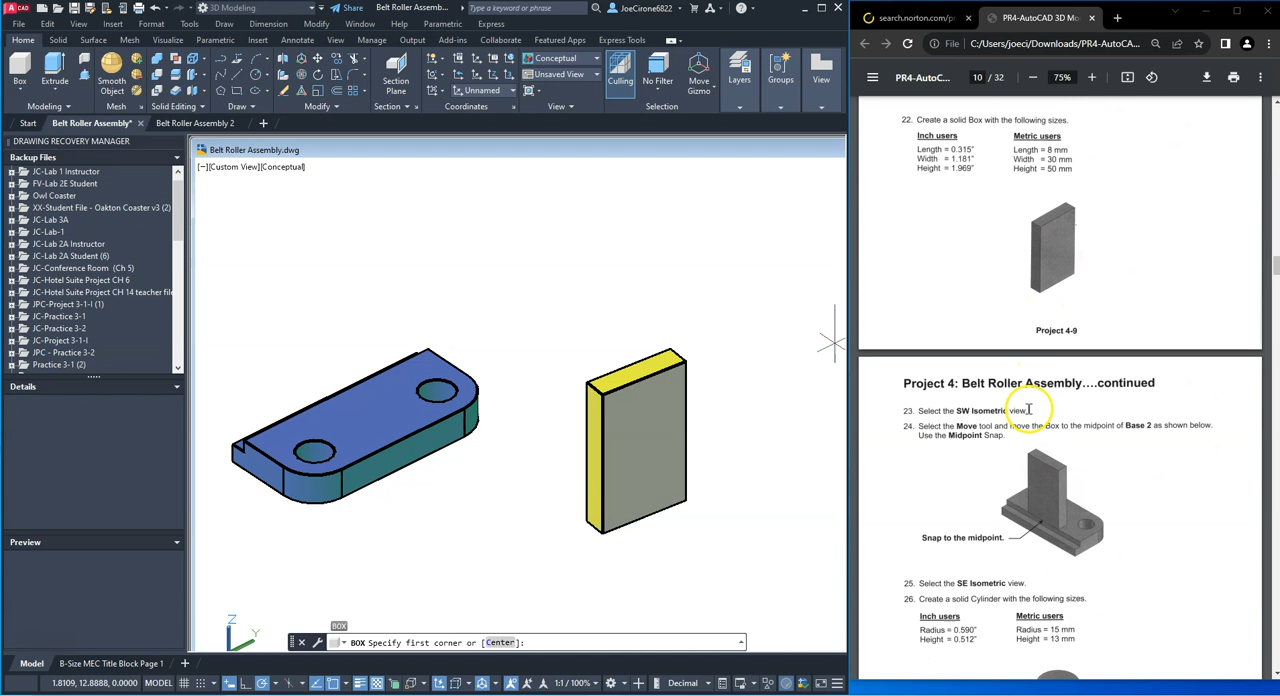 A CAD
3D Modeling
Share
Belt Roller Assemb...
Type a keyword or phrase
JoeCirone6822
File Edit View Insert Format Tools Draw Dimension Modify Parametric Window Help Express
Home Solid Surface Mesh Visualize Parametric Insert Annotate View Manage Output Collaborate Featured Apps Express Tools
Box
Extrude
Smooth Object
Section Plane
Conceptual
Unsaved View
Unnamed
Culling
No Filter
Move Gizmo
Layers
Groups
View
Modeling
Mesh
Solid Editing
Draw
Modify
Section
Coordinates
View
Selection
Start
Belt Roller Assembly*
Belt Roller Assembly 2
DRAWING RECOVERY MANAGER
Backup Files
JC-Lab 1 Instructor
FV-Lab 2E Student
Owl Coaster
XX-Student File - Oakton Coaster v3 (2)
JC-Lab 3A
JC-Lab-1
JC-Lab 2A Instructor
JC-Lab 2A Student (6)
JC-Conference Room (Ch 5)
JC-Hotel Suite Project CH 6
JC-Hotel Suite Project CH 14 teacher file
JPC-Project 3-1-I (1)
JC-Practice 3-1
JC-Practice 3-2
JC-Project 3-1-I
JPC - Practice 3-2
Practice 3-1 (2)
Details
Preview
Belt Roller Assembly.dwg
[−][Custom View][Conceptual]
Z
Y
BOX
BOX Specify first corner or [Center]:
Model
B-Size MEC Title Block Page 1
1.8109, 12.8888, 0.0000
MODEL
1:1 / 100%
Decimal
search.norton.com/pr
PR4-AutoCAD 3D Mo
File
C:/Users/joeci/Downloads/PR4-AutoCA...
PR4-AutoC...
10 / 32
75%
22. Create a solid Box with the following sizes.
Inch users Metric users
Length = 0.315" Length = 8 mm
Width = 1.181" Width = 30 mm
Height = 1.969" Height = 50 mm
Project 4-9
Project 4: Belt Roller Assembly….continued
23. Select the SW Isometric view.
24. Select the Move tool and move the Box to the midpoint of Base 2 as shown below.
Use the Midpoint Snap.
Snap to the midpoint.
25. Select the SE Isometric view.
26. Create a solid Cylinder with the following sizes.
Inch users Metric users
Radius = 0.590" Radius = 15 mm
Height = 0.512" Height = 13 mm